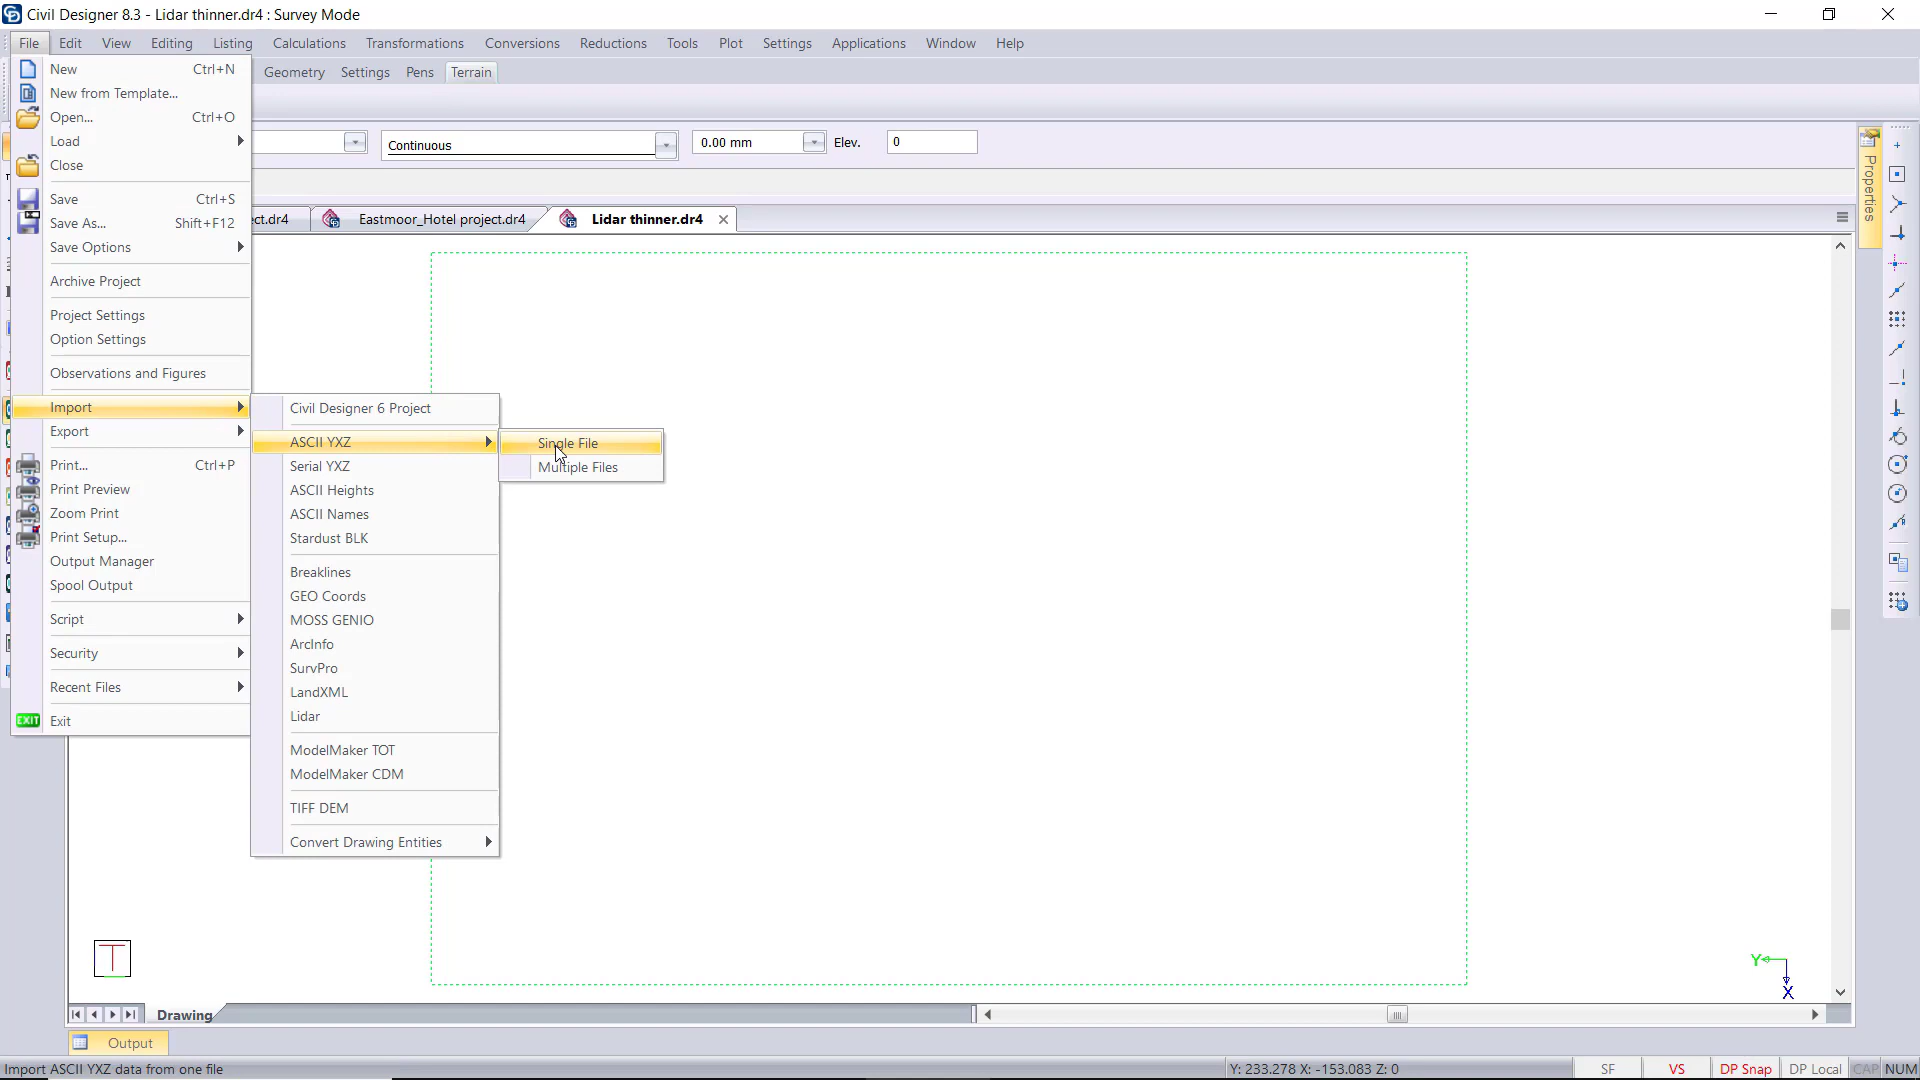 Civil Designer 8.3 - Lidar thinner.dr4 : Survey Mode
File Edit View Editing Listing Calculations Transformations Conversions Reductions Tools Plot Settings Applications Window Help
Geometry Settings Pens Terrain
Continuous 0.00 mm Elev. 0
ect.dr4 Eastmoor_Hotel project.dr4 Lidar thinner.dr4
New Ctrl+N
New from Template...
Open... Ctrl+O
Load
Close
Save Ctrl+S
Save As... Shift+F12
Save Options
Archive Project
Project Settings
Option Settings
Observations and Figures
Import
Export
Print... Ctrl+P
Print Preview
Zoom Print
Print Setup...
Output Manager
Spool Output
Script
Security
Recent Files
EXIT Exit
Civil Designer 6 Project
ASCII YXZ
Serial YXZ
ASCII Heights
ASCII Names
Stardust BLK
Breaklines
GEO Coords
MOSS GENIO
ArcInfo
SurvPro
LandXML
Lidar
ModelMaker TOT
ModelMaker CDM
TIFF DEM
Convert Drawing Entities
Single File
Multiple Files
Properties
T
Y
X
Drawing
Output
Import ASCII YXZ data from one file Y: 233.278 X: -153.083 Z: 0 SF VS DP Snap DP Local CAP NUM